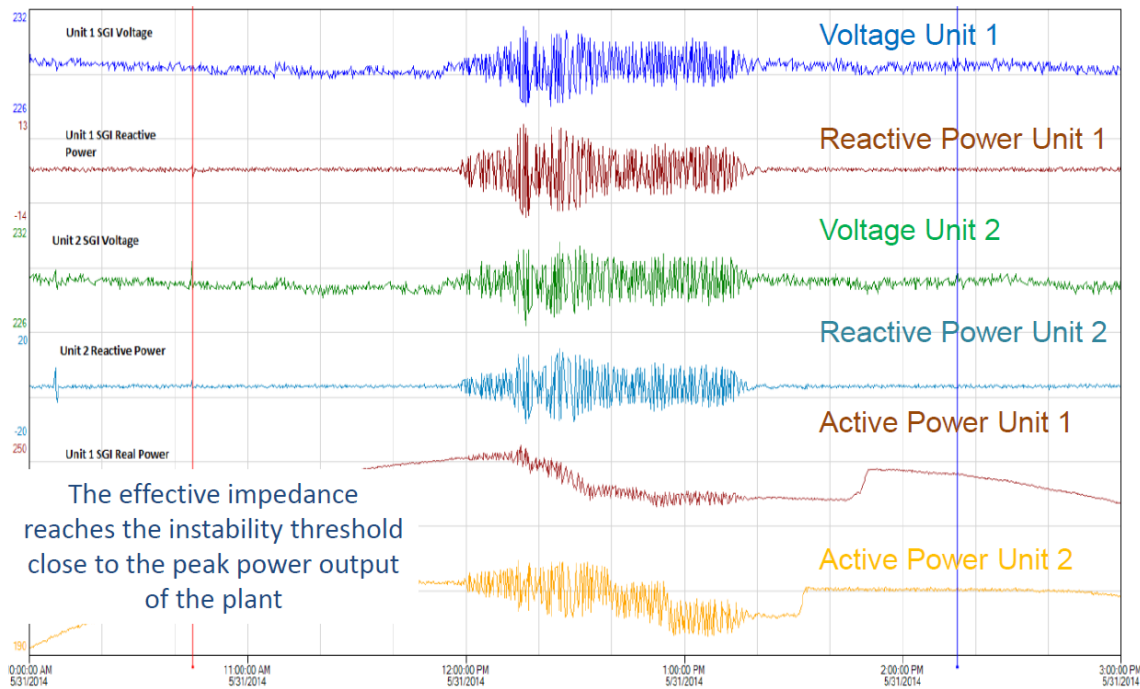 232
Unit 1 SGI Voltage
Voltage Unit 1
226
13
Unit 1 SGI Reactive
Power
Reactive Power Unit 1
-14
232
Unit 2 SGI Voltage
Voltage Unit 2
226
20
Unit 2 Reactive Power
Reactive Power Unit 2
-20
250
Unit 1 SGI Real Power
Active Power Unit 1
The effective impedance
reaches the instability threshold
close to the peak power output
of the plant
Active Power Unit 2
190
0:00:00 AM 11:00:00 AM 12:00:00 PM 1:00:00 PM 2:00:00 PM 3:00:00 PM
5/31/2014 5/31/2014 5/31/2014 5/31/2014 5/31/2014 5/31/2014